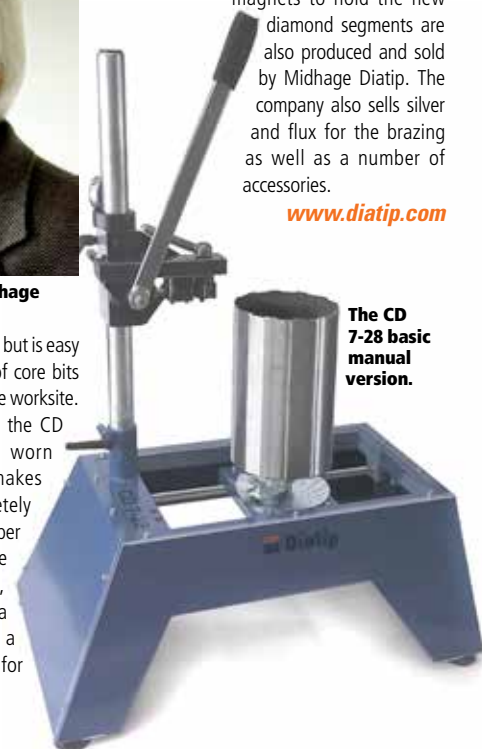 magnets to hold the new
diamond segments are
also produced and sold
by Midhage Diatip. The
company also sells silver
and flux for the brazing
as well as a number of
accessories.
www.diatip.com
hage
but is easy
of core bits
e worksite.
the CD
worn
makes
etely
per
e
,
a
a
for
The CD
7-28 basic
manual
version.
Diatip